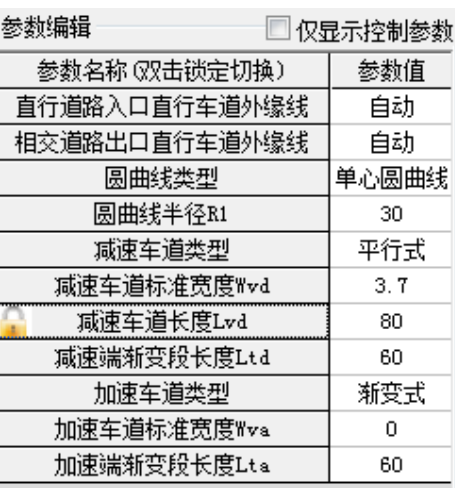 参数编辑 仅显示控制参数
参数名称(双击锁定切换) 参数值
直行道路入口直行车道外缘线 自动
相交道路出口直行车道外缘线 自动
圆曲线类型 单心圆曲线
圆曲线半径R1 30
减速车道类型 平行式
减速车道标准宽度Wvd 3.7
减速车道长度Lvd 80
减速端渐变段长度Ltd 60
加速车道类型 渐变式
加速车道标准宽度Wva 0
加速端渐变段长度Lta 60